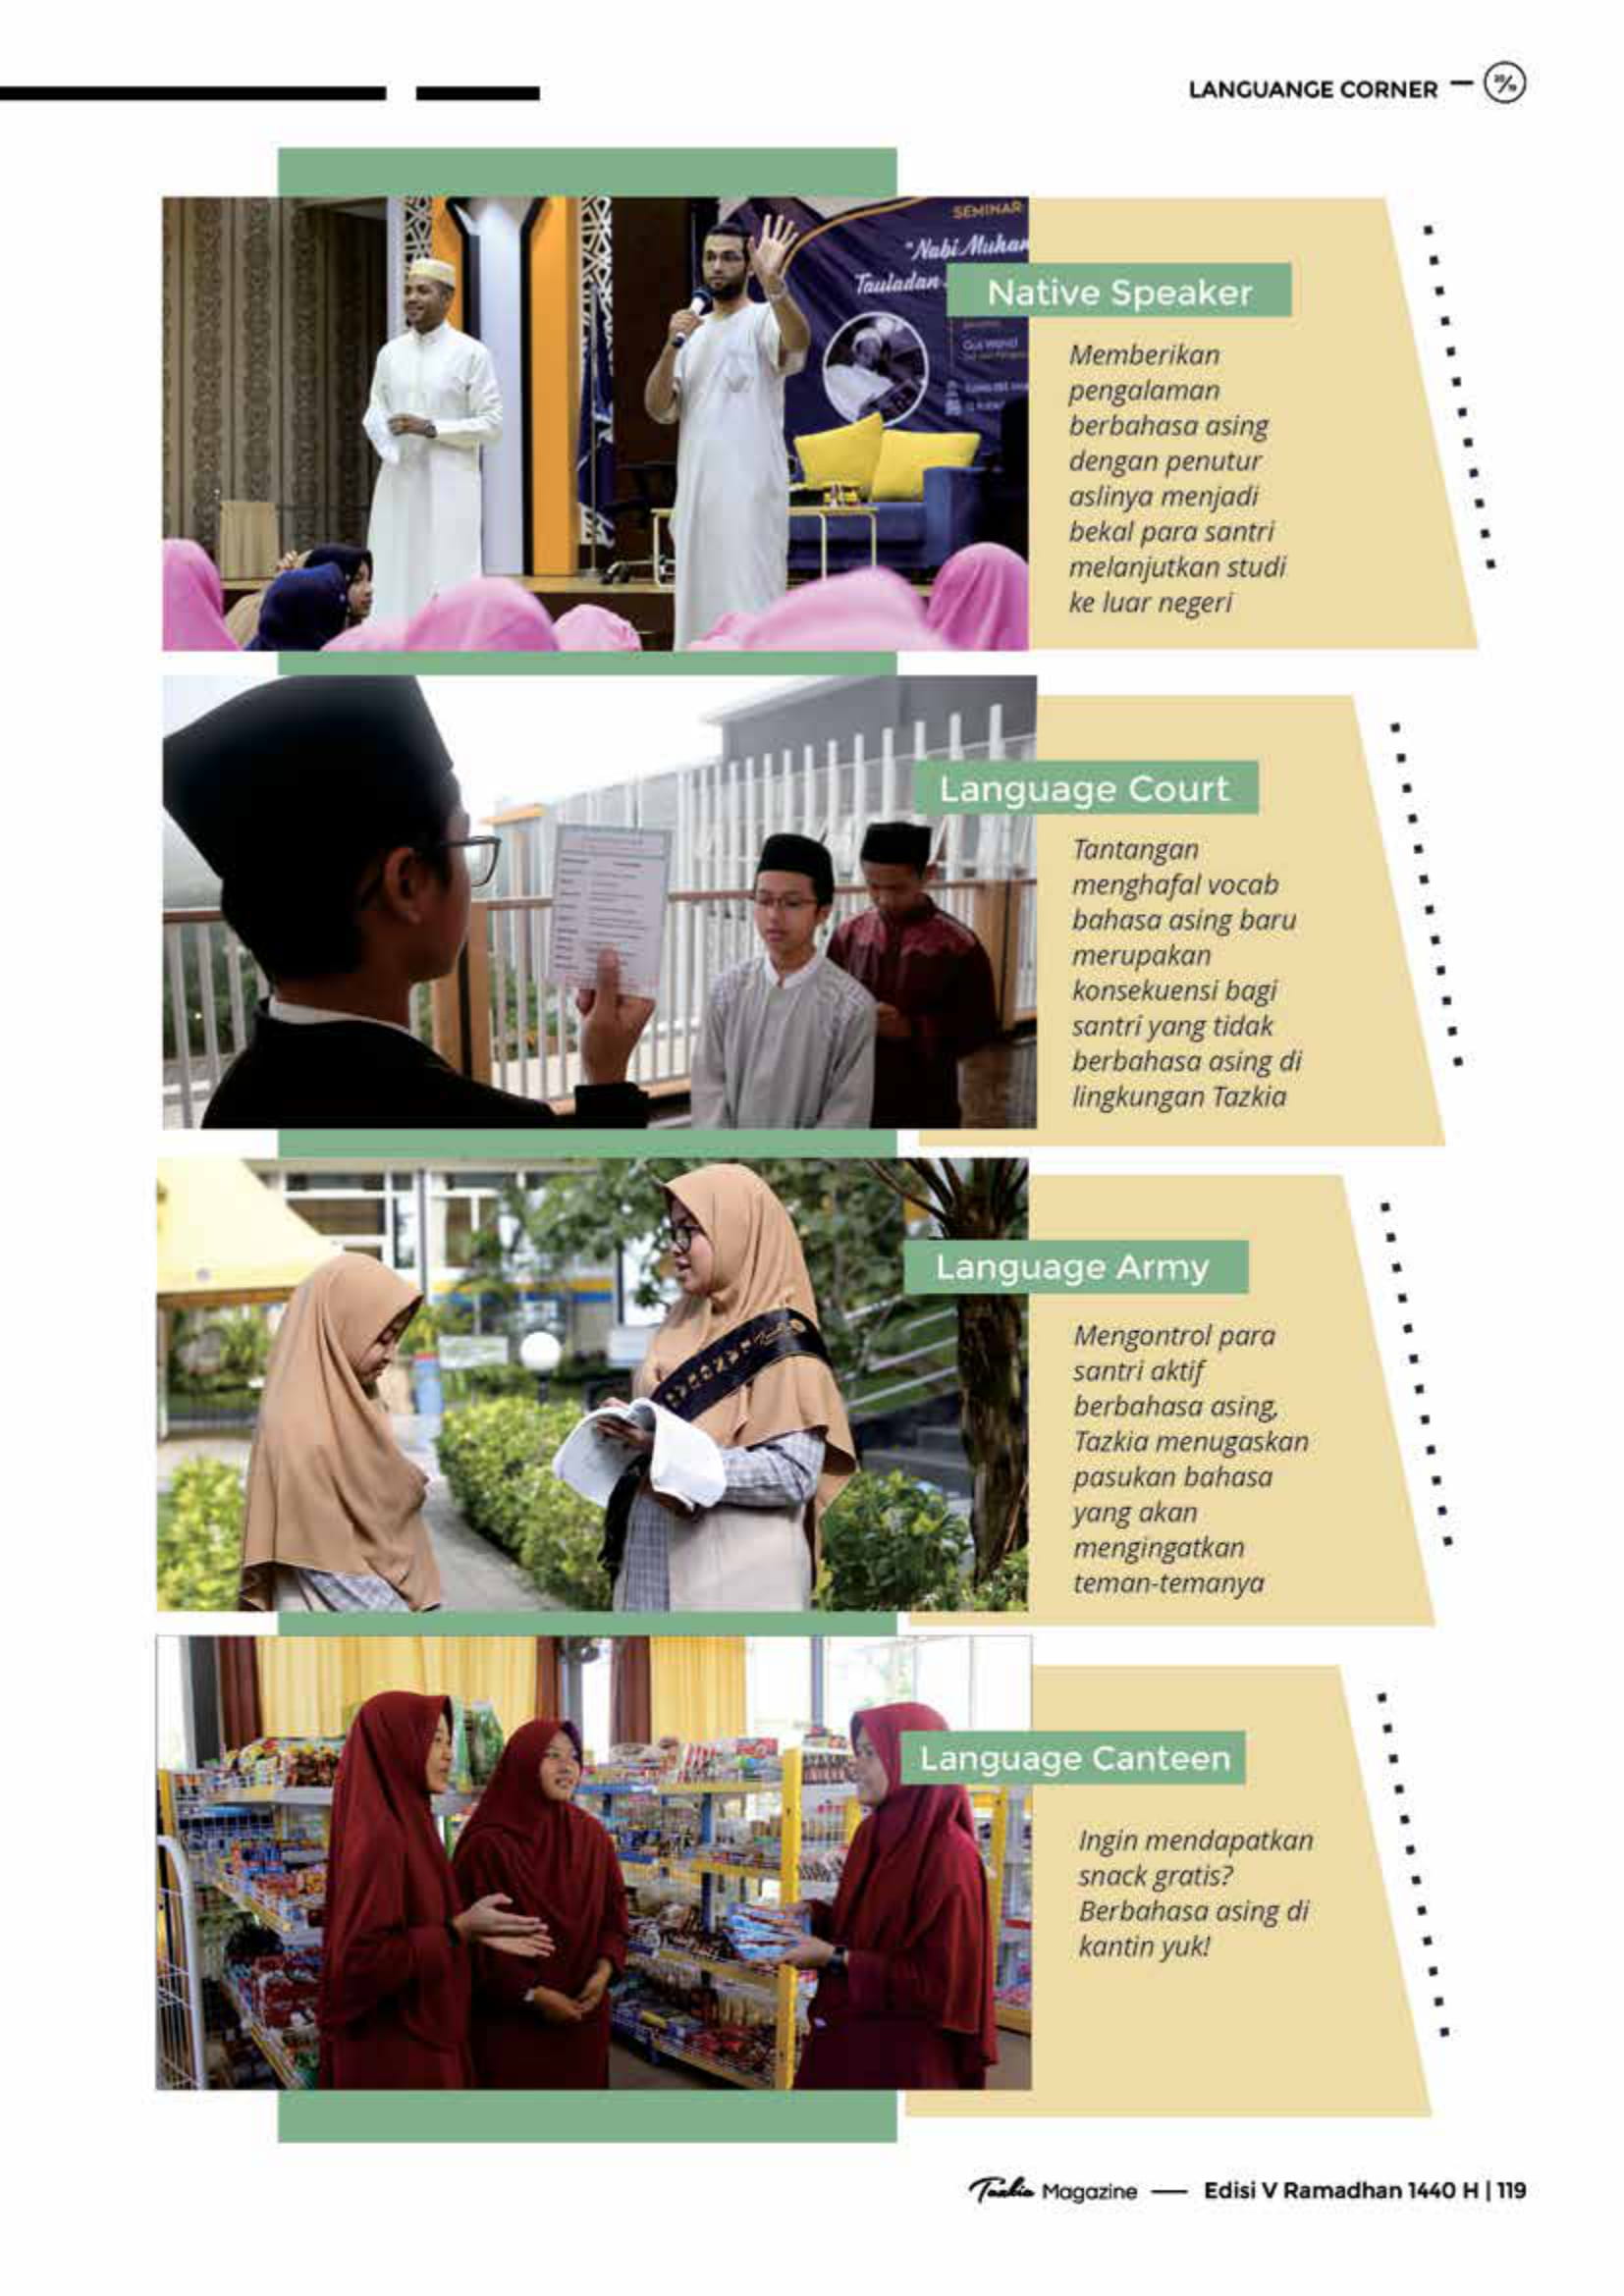 LANGUANGE CORNER
SEMINAR
"Nabi Muham
Tauladan
Native Speaker
Memberikan
pengalaman
berbahasa asing
dengan penutur
aslinya menjadi
bekal para santri
melanjutkan studi
ke luar negeri
Language Court
Tantangan
menghafal vocab
bahasa asing baru
merupakan
konsekuensi bagi
santri yang tidak
berbahasa asing di
lingkungan Tazkia
Language Army
Mengontrol para
santri aktif
berbahasa asing,
Tazkia menugaskan
pasukan bahasa
yang akan
mengingatkan
teman-temanya
Language Canteen
Ingin mendapatkan
snack gratis?
Berbahasa asing di
kantin yuk!
Tazkia Magazine — Edisi V Ramadhan 1440 H | 119